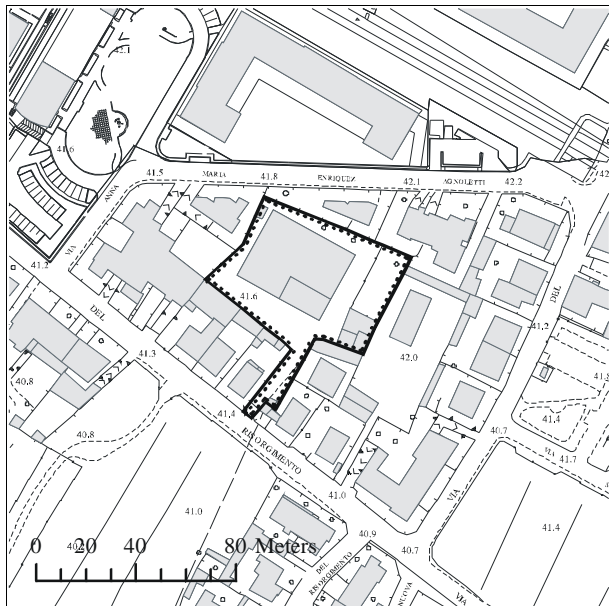 42.1
41.6
41.5
MARIA
41.8
ENRIQUEZ
42.1
AGNOLETTI
42.2
42
ANNA
VIA
41.2
DEL
41.6
DEL
41.2
42.0
41.3
40.8
41.4
40.8
RISORGIMENTO
40.7
41.4
VIA
41.7
41.0
41.0
VIA
41.4
40.9
40.7
0 20 40 80 Meters
DEL
RISORGIMENTO
NUOVA
VIA